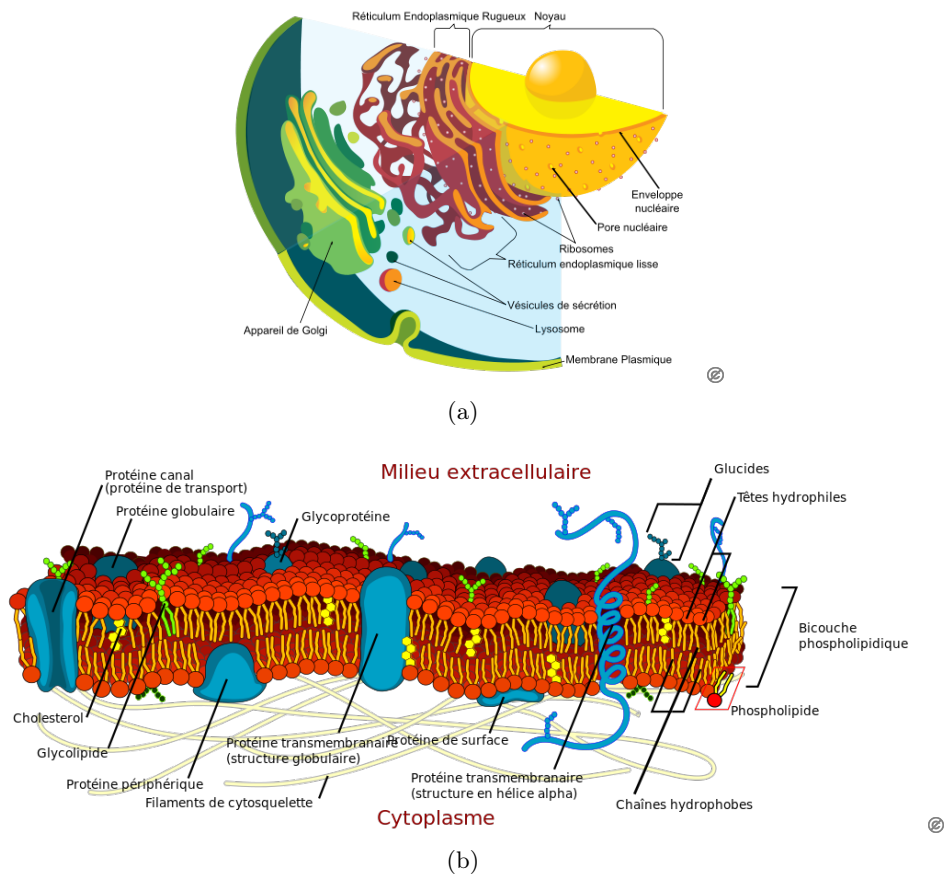 Réticulum Endoplasmique Rugueux
Noyau
Enveloppe
nucléaire
Pore nucléaire
Ribosomes
Réticulum endoplasmique lisse
Vésicules de sécrétion
Appareil de Golgi
Lysosome
Membrane Plasmique
(a)
Milieu extracellulaire
Glucides
Protéine canal
(protéine de transport)
Têtes hydrophiles
Protéine globulaire
Glycoprotéine
Bicouche
phospholipidique
Phospholipide
Cholesterol
Glycolipide
Protéine transmembranaire
(structure globulaire)
Protéine de surface
Protéine périphérique
Protéine transmembranaire
(structure en hélice alpha)
Filaments de cytosquelette
Chaînes hydrophobes
Cytoplasme
(b)